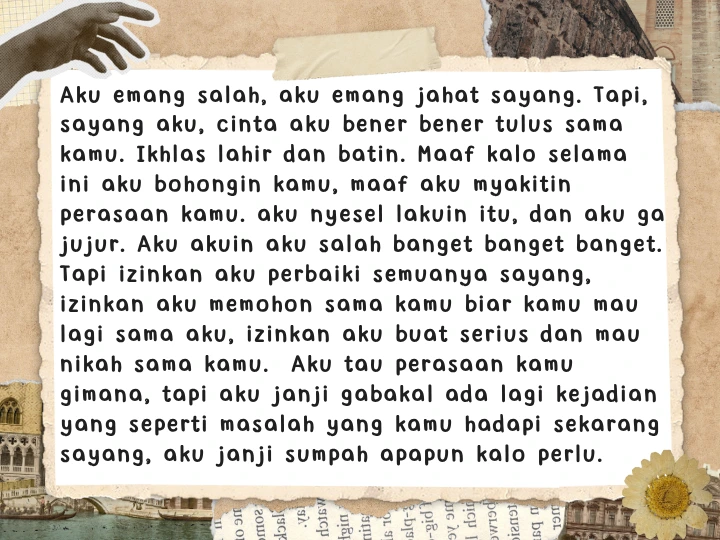 Aku emang salah, aku emang jahat sayang. Tapi,
sayang aku, cinta aku bener bener tulus sama
kamu. Ikhlas lahir dan batin. Maaf kalo selama
ini aku bohongin kamu, maaf aku myakitin
perasaan kamu. aku nyesel lakuin itu, dan aku ga
jujur. Aku akuin aku salah banget banget banget.
Tapi izinkan aku perbaiki semuanya sayang,
izinkan aku memohon sama kamu biar kamu mau
lagi sama aku, izinkan aku buat serius dan mau
nikah sama kamu.  Aku tau perasaan kamu
gimana, tapi aku janji gabakal ada lagi kejadian
yang seperti masalah yang kamu hadapi sekarang
sayang, aku janji sumpah apapun kalo perlu.